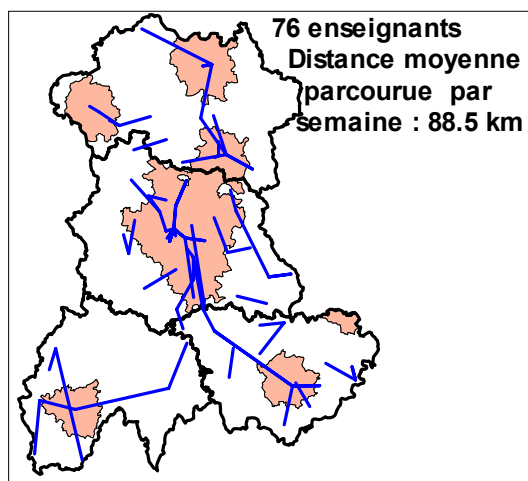 76 enseignants
Distance moyenne
parcourue par
semaine : 88.5 km